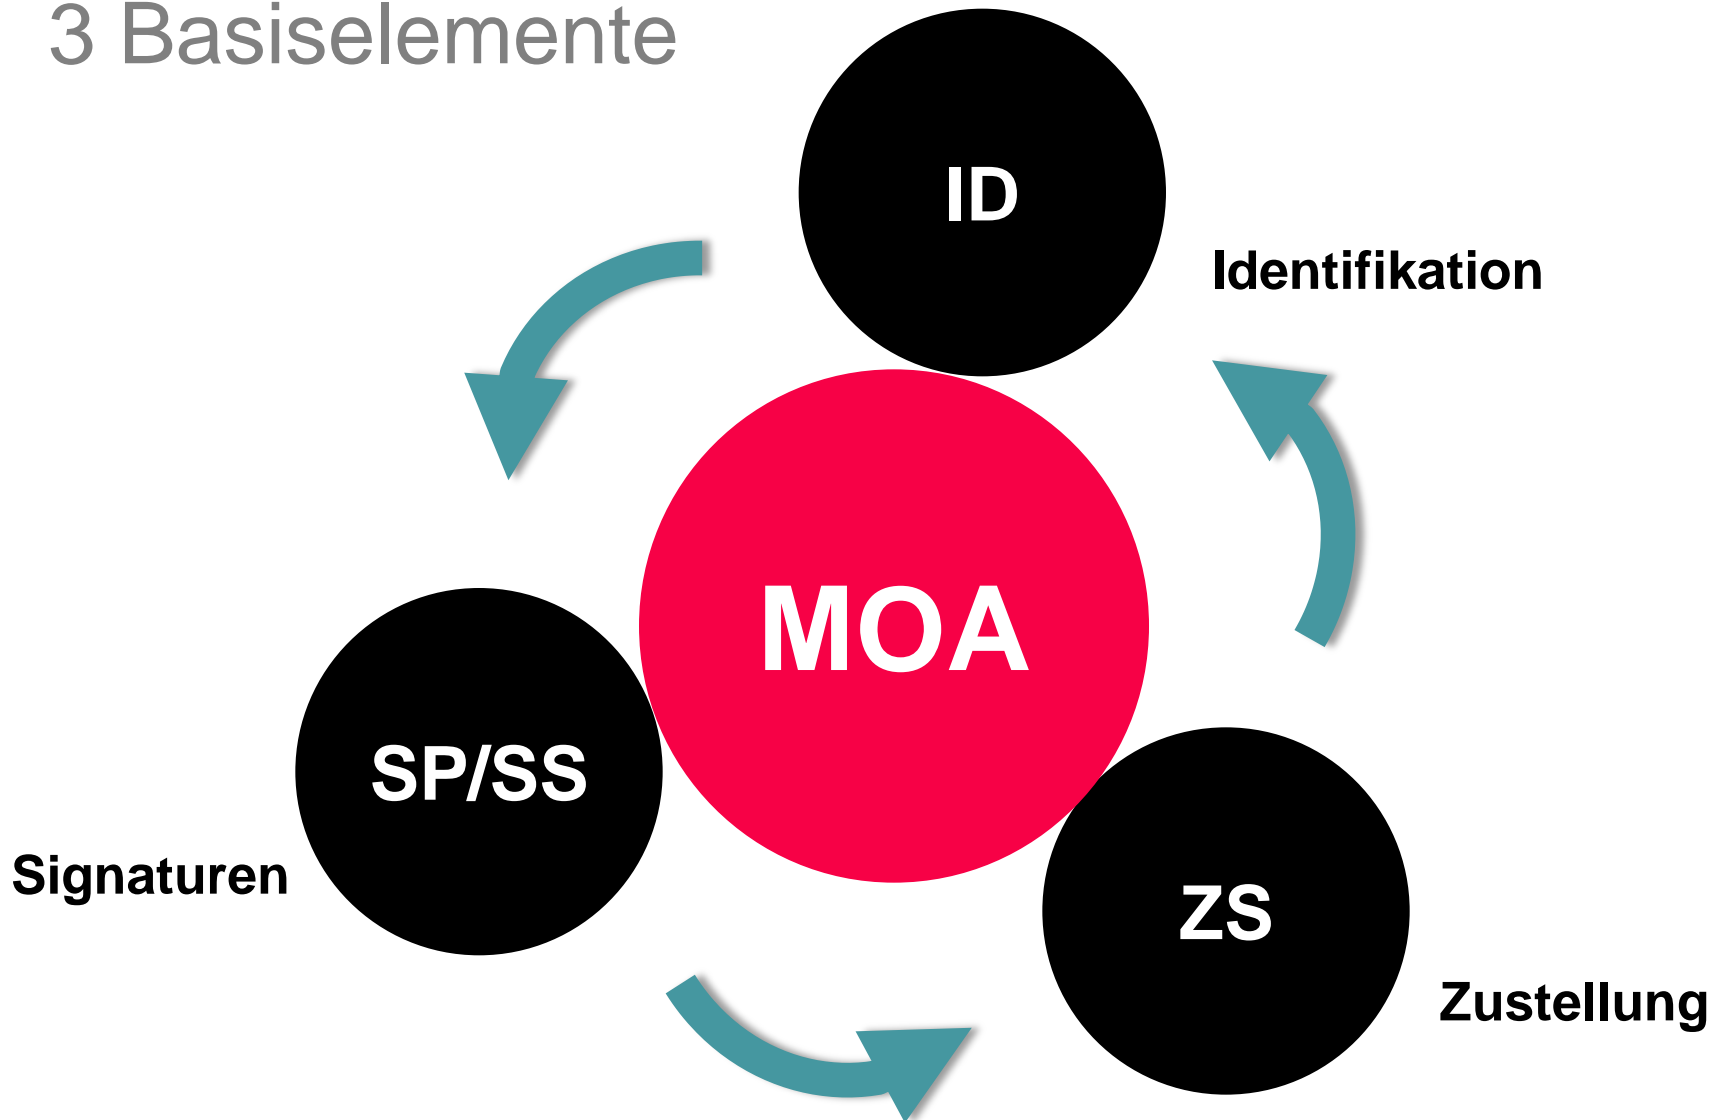 3 Basiselemente
ID
Identifikation
MOA
SP/SS
Signaturen
ZS
Zustellung